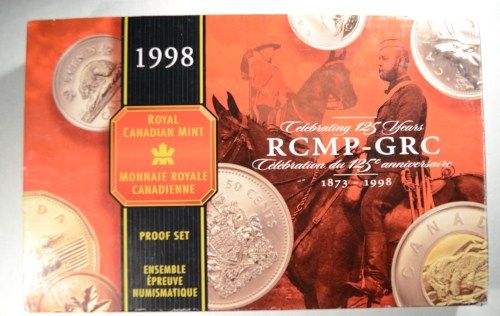 1998
ROYAL
CANADIAN MINT
MONNAIE ROYALE
CANADIENNE
PROOF SET
ENSEMBLE
ÉPREUVE
NUMISMATIQUE
Celebrating 125 Years
RCMP-GRC
Célébration du 125e anniversaire
1873 - 1998
50 CENTS
CANADA